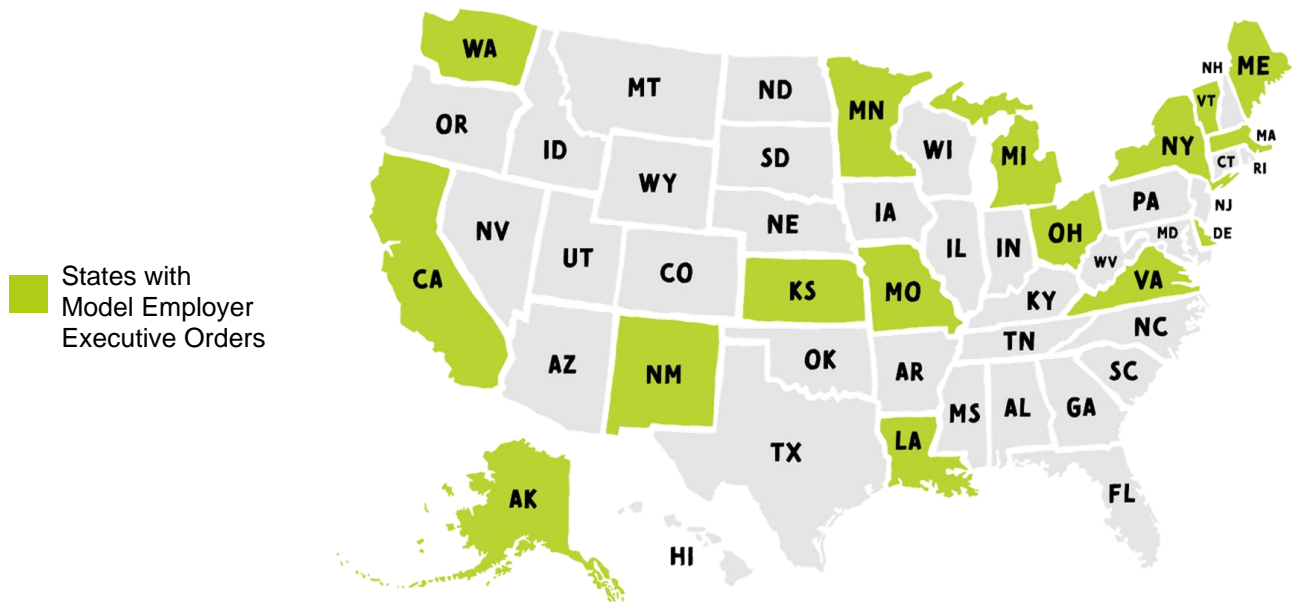 WA
MT
ND
MN
NH
ME
VT
OR
ID
SD
WI
MI
NY
MA
CT
RI
WY
IA
PA
NJ
NV
NE
IL
IN
OH
MD
DE
UT
CO
WV
States with
Model Employer
Executive Orders
CA
KS
MO
KY
VA
AZ
NM
OK
AR
TN
NC
SC
MS
AL
GA
TX
LA
AK
HI
FL